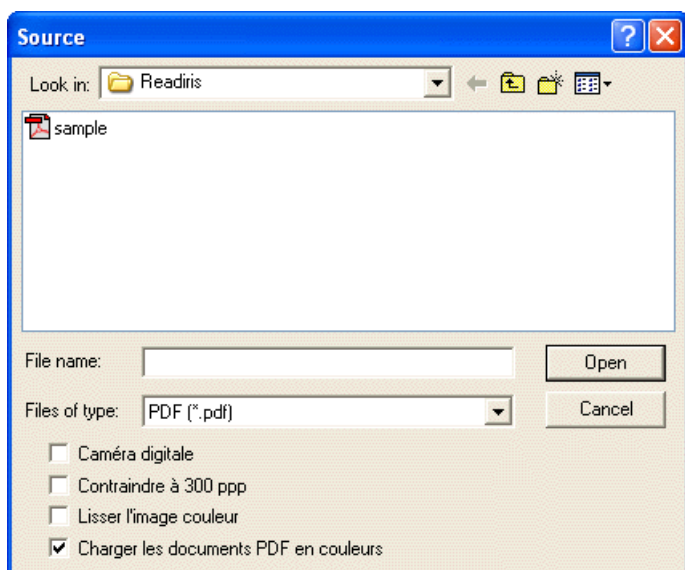 Source
Look in: Readiris
sample
File name:
Open
Files of type: PDF (*.pdf)
Cancel
Caméra digitale
Contraindre à 300 ppp
Lisser l'image couleur
Charger les documents PDF en couleurs